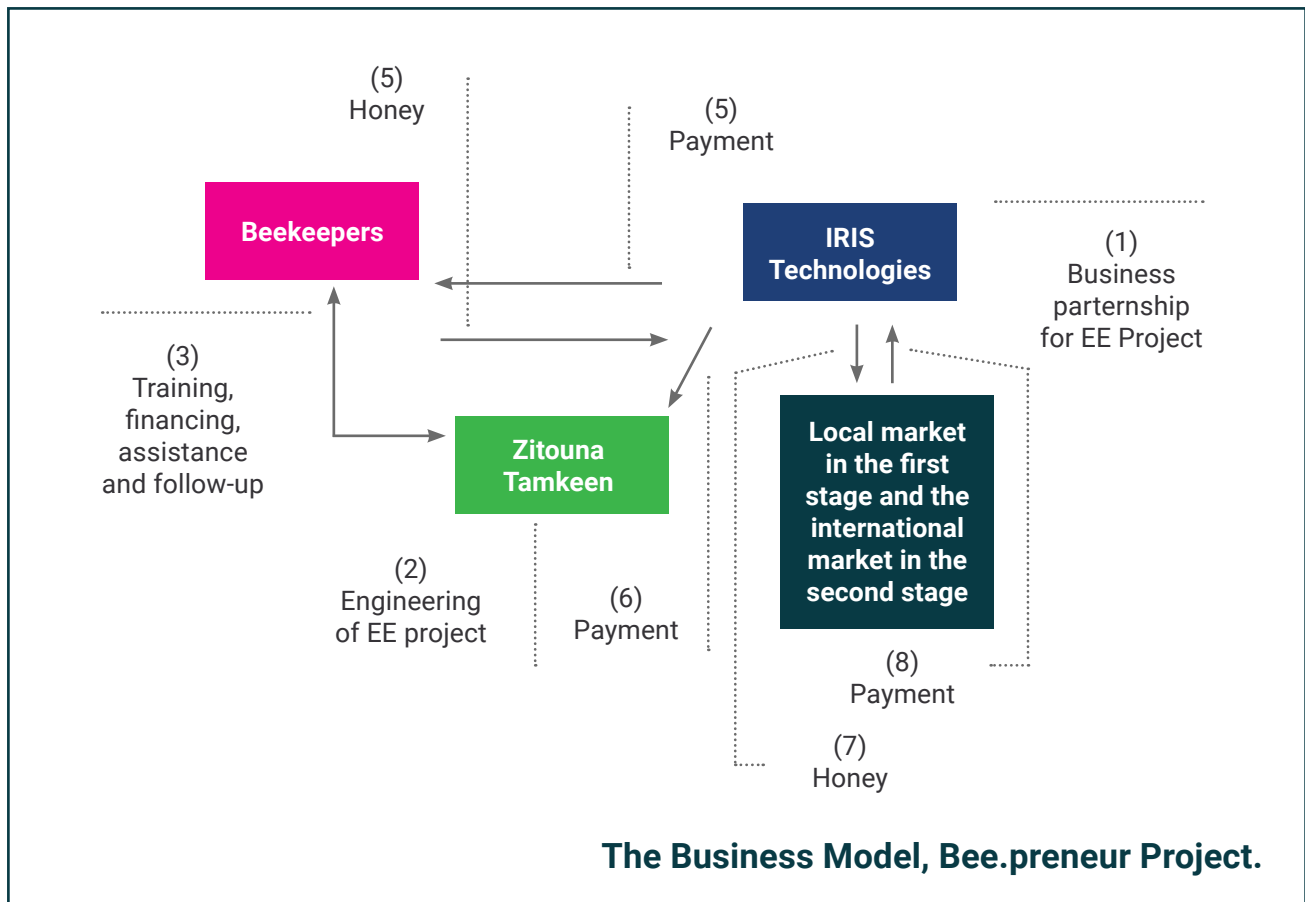 (5)
Honey
(5)
Payment
Beekeepers
IRIS
Technologies
(1)
Business
parternship
for EE Project
(3)
Training,
financing,
assistance
and follow-up
Zitouna
Tamkeen
Local market
in the first
stage and the
international
market in the
second stage
(2)
Engineering
of EE project
(6)
Payment
(8)
Payment
(7)
Honey
The Business Model, Bee.preneur Project.